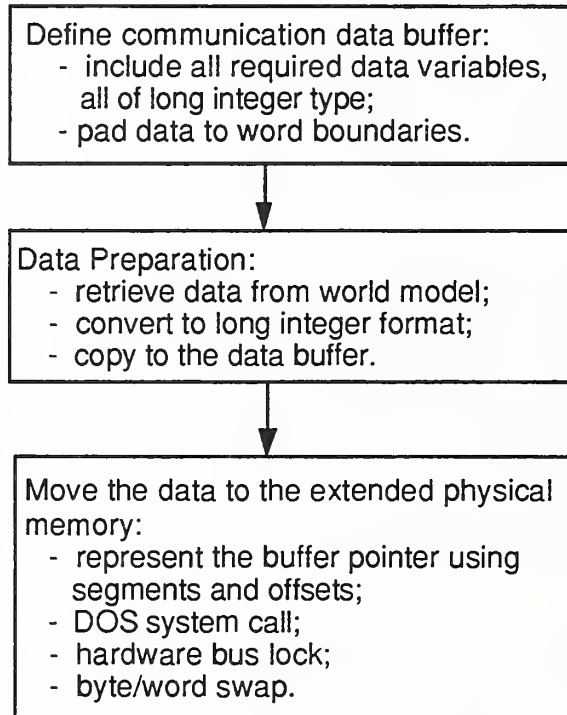 Define communication data buffer:
- include all required data variables,
all of long integer type;
- pad data to word boundaries.
Data Preparation:
- retrieve data from world model;
- convert to long integer format;
- copy to the data buffer.
Move the data to the extended physical
memory:
- represent the buffer pointer using
segments and offsets;
- DOS system call;
- hardware bus lock;
- byte/word swap.